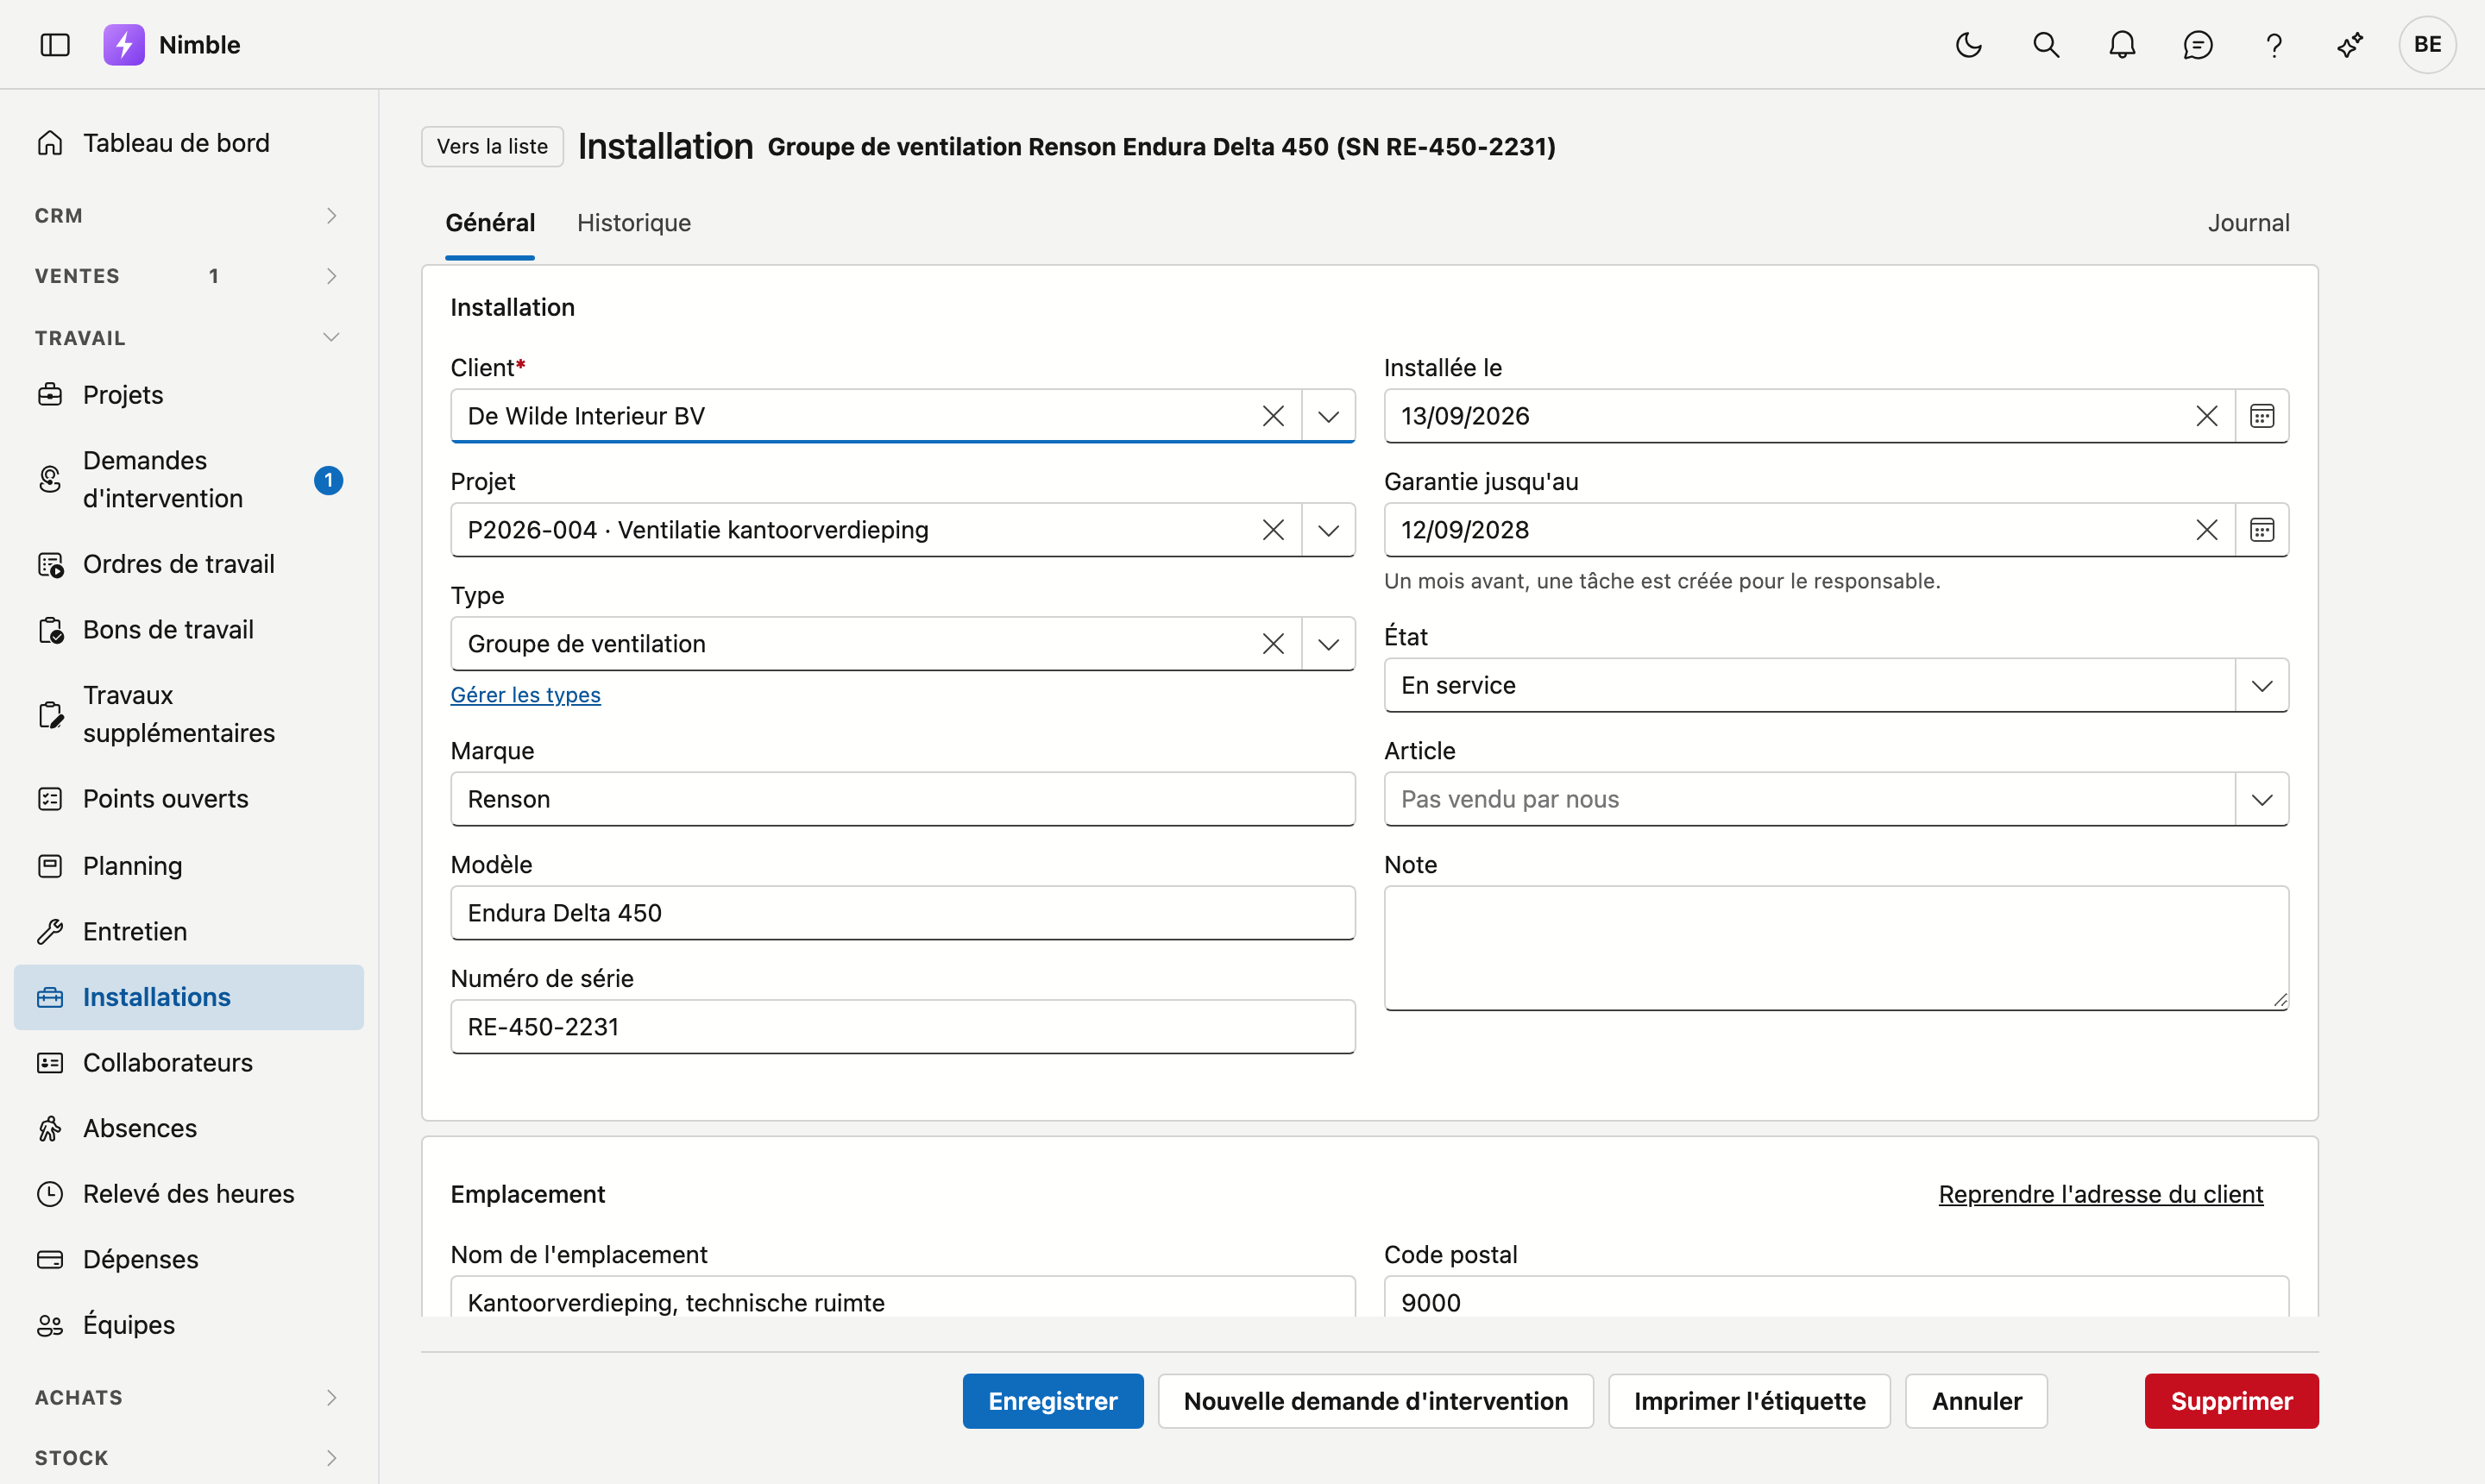 Nimble
BE
Tableau de bord
CRM
VENTES 1
TRAVAIL
Projets
Demandes
d'intervention
1
Ordres de travail
Bons de travail
Travaux
supplémentaires
Points ouverts
Planning
Entretien
Installations
Collaborateurs
Absences
Relevé des heures
Dépenses
Équipes
ACHATS
STOCK
Vers la liste Installation Groupe de ventilation Renson Endura Delta 450 (SN RE-450-2231)
Général Historique Journal
Installation
Client*
De Wilde Interieur BV
Projet
P2026-004 · Ventilatie kantoorverdieping
Type
Groupe de ventilation
Gérer les types
Marque
Renson
Modèle
Endura Delta 450
Numéro de série
RE-450-2231
Installée le
13/09/2026
Garantie jusqu'au
12/09/2028
Un mois avant, une tâche est créée pour le responsable.
État
En service
Article
Pas vendu par nous
Note
Emplacement Reprendre l'adresse du client
Nom de l'emplacement
Kantoorverdieping, technische ruimte
Code postal
9000
Enregistrer Nouvelle demande d'intervention Imprimer l'étiquette Annuler Supprimer